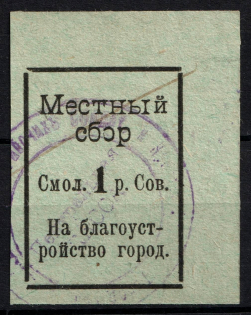 Местный
сбор
Смол. 1 р. Сов.
На благоуст-
ройство город.